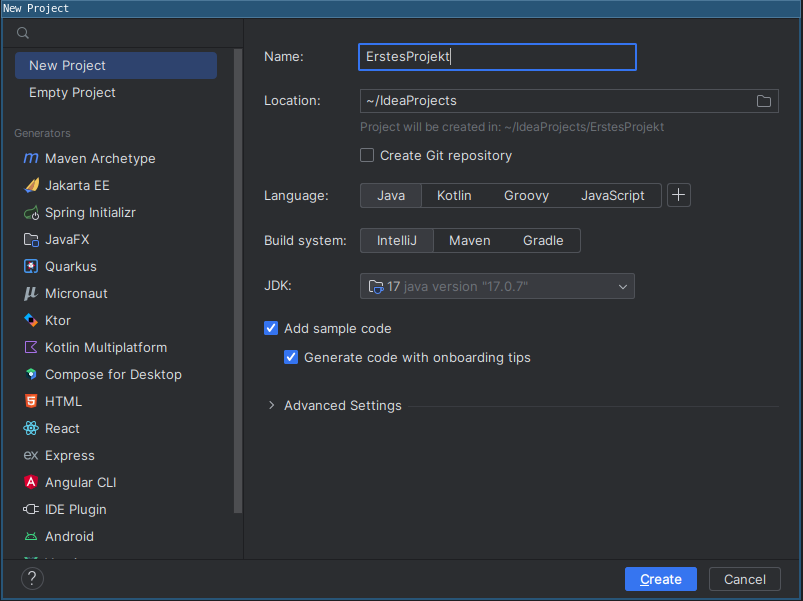 New Project
New Project
Empty Project
Generators
Maven Archetype
Jakarta EE
Spring Initializr
JavaFX
Quarkus
Micronaut
Ktor
Kotlin Multiplatform
Compose for Desktop
HTML
React
Express
Angular CLI
IDE Plugin
Android
Name: ErstesProjekt
Location: ~/IdeaProjects
Project will be created in: ~/IdeaProjects/ErstesProjekt
Create Git repository
Language: Java Kotlin Groovy JavaScript
Build system: IntelliJ Maven Gradle
JDK: 17 java version "17.0.7"
Add sample code
Generate code with onboarding tips
Advanced Settings
? Create Cancel